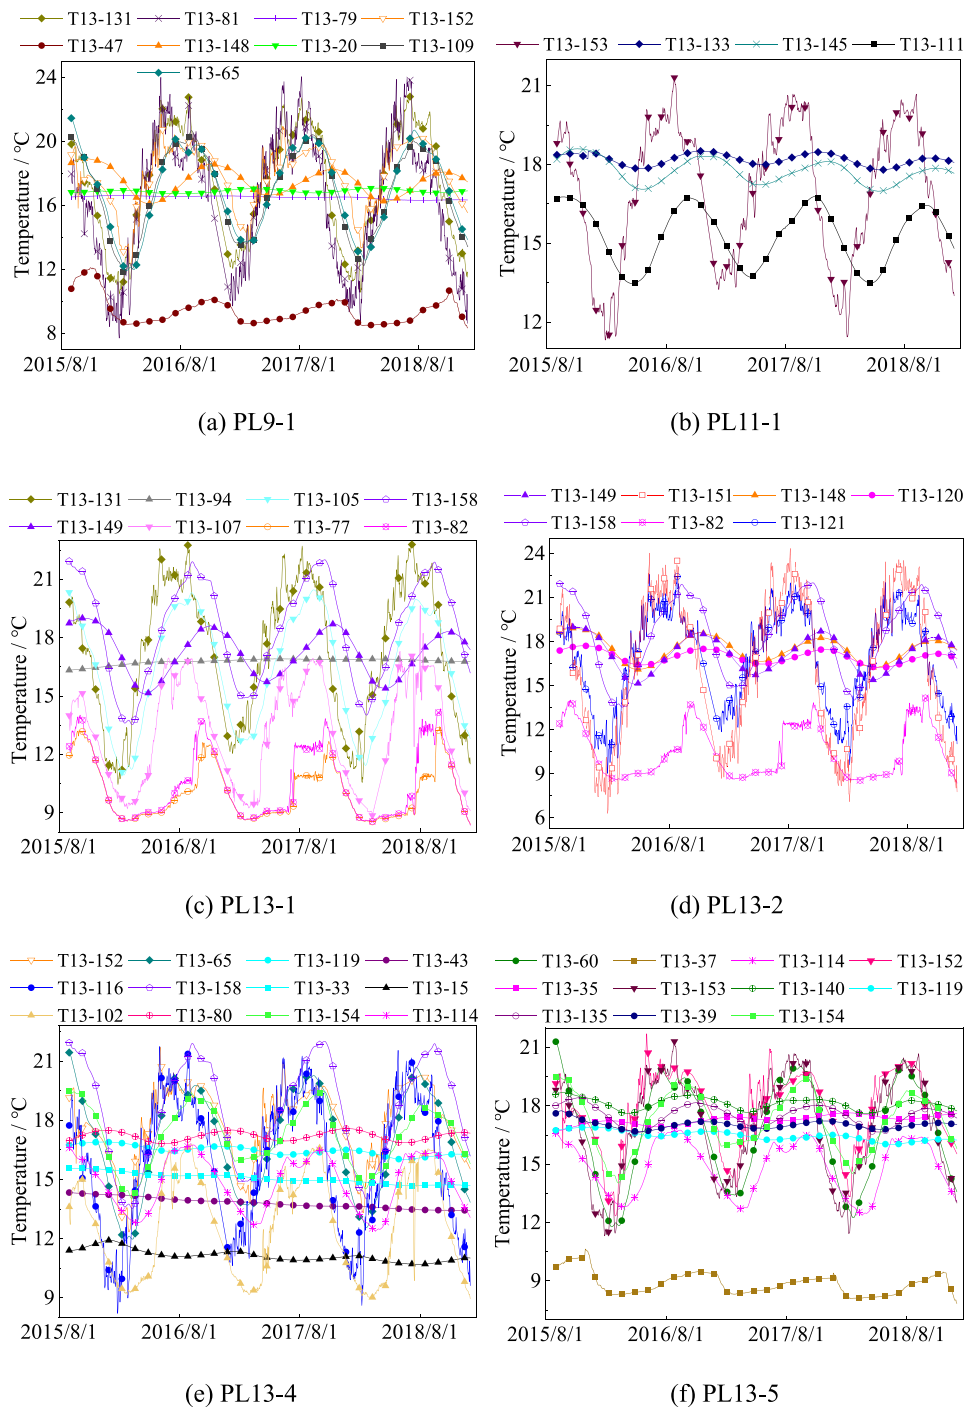 T13-131 T13-81 T13-79 T13-152
T13-47 T13-148 T13-20 T13-109
T13-65
24
20
16
12
8
Temperature / °C
2015/8/1 2016/8/1 2017/8/1 2018/8/1
(a) PL9-1
T13-153 T13-133 T13-145 T13-111
21
18
15
12
Temperature / °C
2015/8/1 2016/8/1 2017/8/1 2018/8/1
(b) PL11-1
T13-131 T13-94 T13-105 T13-158
T13-149 T13-107 T13-77 T13-82
21
18
15
12
9
Temperature / °C
2015/8/1 2016/8/1 2017/8/1 2018/8/1
(c) PL13-1
T13-149 T13-151 T13-148 T13-120
T13-158 T13-82 T13-121
24
21
18
15
12
9
6
Temperature / °C
2015/8/1 2016/8/1 2017/8/1 2018/8/1
(d) PL13-2
T13-152 T13-65 T13-119 T13-43
T13-116 T13-158 T13-33 T13-15
T13-102 T13-80 T13-154 T13-114
21
18
15
12
9
Temperature / °C
2015/8/1 2016/8/1 2017/8/1 2018/8/1
(e) PL13-4
T13-60 T13-37 T13-114 T13-152
T13-35 T13-153 T13-140 T13-119
T13-135 T13-39 T13-154
21
18
15
12
9
Temperature / °C
2015/8/1 2016/8/1 2017/8/1 2018/8/1
(f) PL13-5